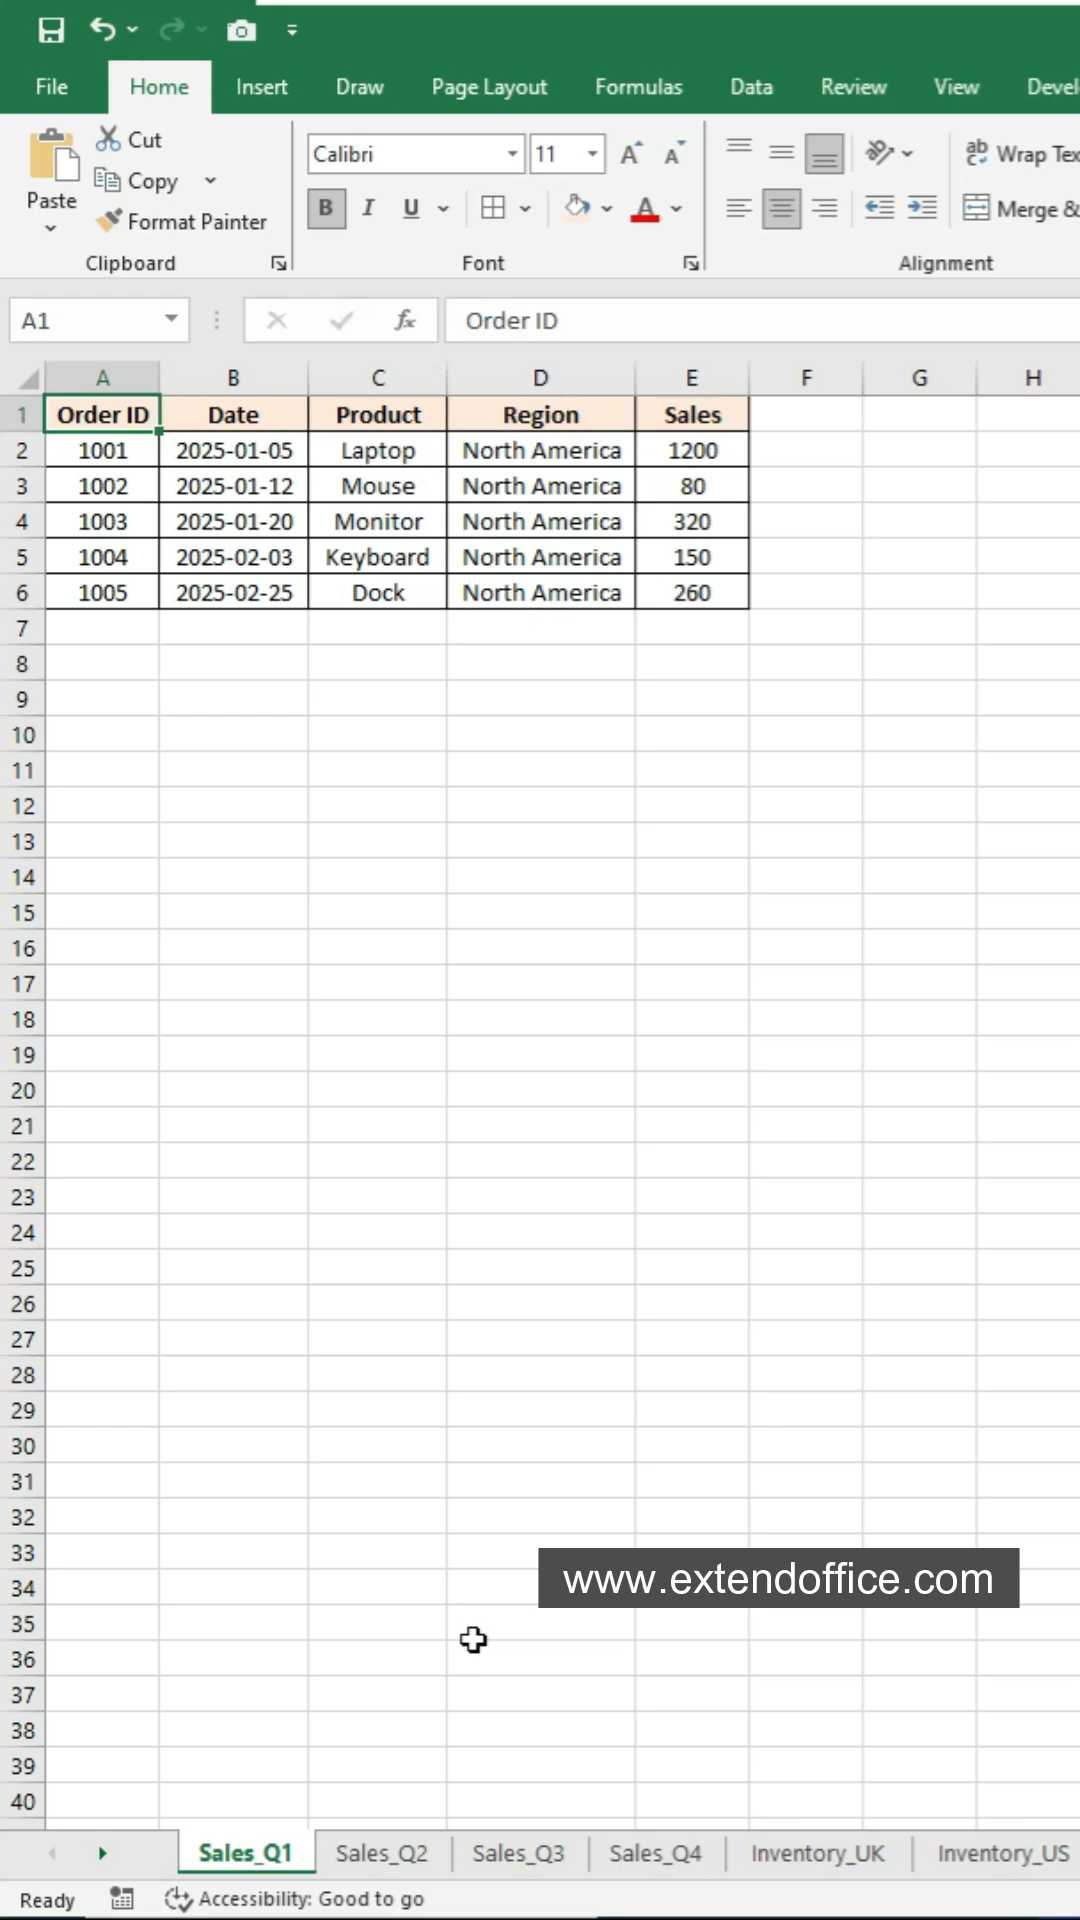 File Home Insert Draw Page Layout Formulas Data Review View Devel
Paste Cut Calibri 11 A A ab Wrap Tex
Copy
Format Painter B I U A Merge &
Clipboard Font Alignment
A1 fx Order ID
A B C D E F G H
1 Order ID Date Product Region Sales
2 1001 2025-01-05 Laptop North America 1200
3 1002 2025-01-12 Mouse North America 80
4 1003 2025-01-20 Monitor North America 320
5 1004 2025-02-03 Keyboard North America 150
6 1005 2025-02-25 Dock North America 260
7
8
9
10
11
12
13
14
15
16
17
18
19
20
21
22
23
24
25
26
27
28
29
30
31
32
33
www.extendoffice.com
34
35
36
37
38
39
40
Sales_Q1 Sales_Q2 Sales_Q3 Sales_Q4 Inventory_UK Inventory_US
Ready Accessibility: Good to go